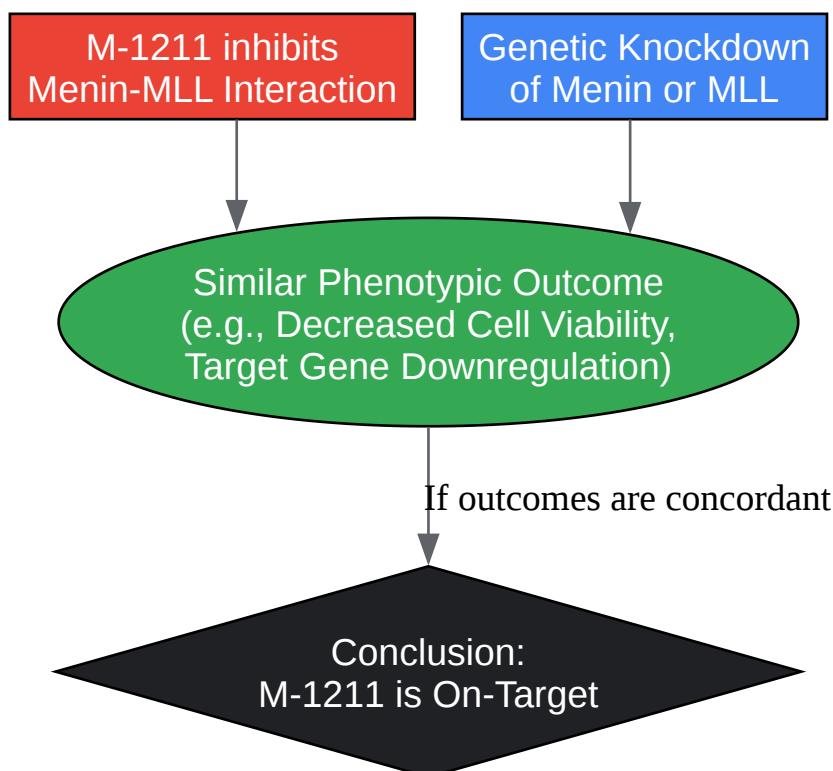 M-1211 inhibits
Menin-MLL Interaction
Genetic Knockdown
of Menin or MLL
Similar Phenotypic Outcome
(e.g., Decreased Cell Viability,
Target Gene Downregulation)
If outcomes are concordant
Conclusion:
M-1211 is On-Target